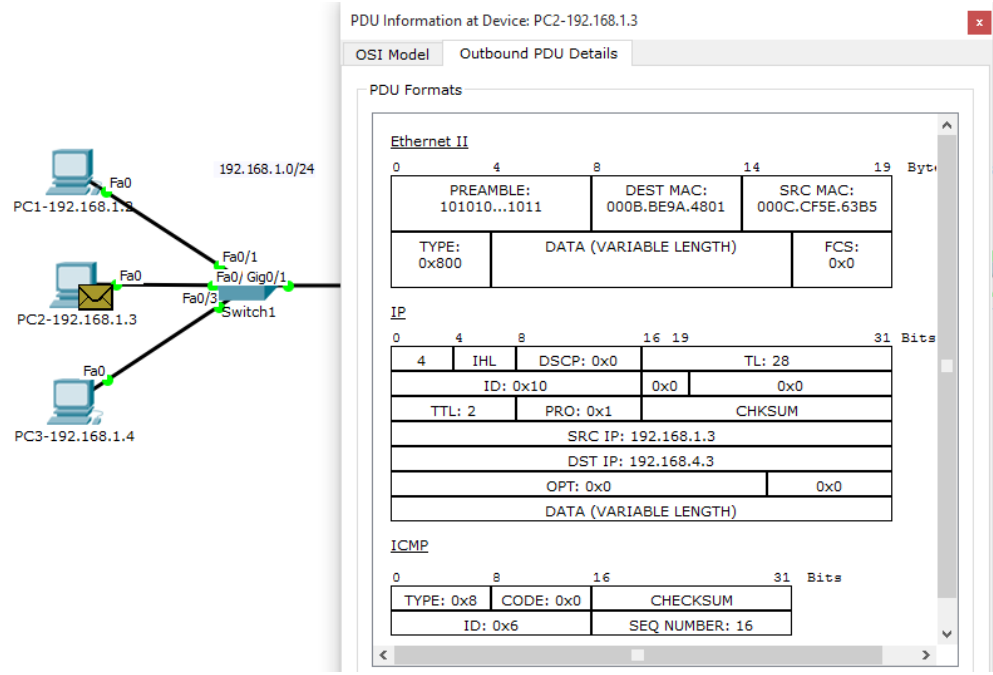 PDU Information at Device: PC2-192.168.1.3
x
OSI Model Outbound PDU Details
PDU Formats
Ethernet II
0 4 8 14 19 Byte
PREAMBLE: 101010...1011
DEST MAC: 000B.BE9A.4801
SRC MAC: 000C.CF5E.63B5
TYPE: 0x800
DATA (VARIABLE LENGTH)
FCS: 0x0
IP
0 4 8 16 19 31 Bits
4 IHL DSCP: 0x0 TL: 28
ID: 0x10 0x0 0x0
TTL: 2 PRO: 0x1 CHKSUM
SRC IP: 192.168.1.3
DST IP: 192.168.4.3
OPT: 0x0 0x0
DATA (VARIABLE LENGTH)
ICMP
0 8 16 31 Bits
TYPE: 0x8 CODE: 0x0 CHECKSUM
ID: 0x6 SEQ NUMBER: 16
192.168.1.0/24
Fa0
PC1-192.168.1.2
Fa0/1
Fa0
Fa0/ Gig0/1
Fa0/3
Switch1
PC2-192.168.1.3
Fa0
PC3-192.168.1.4